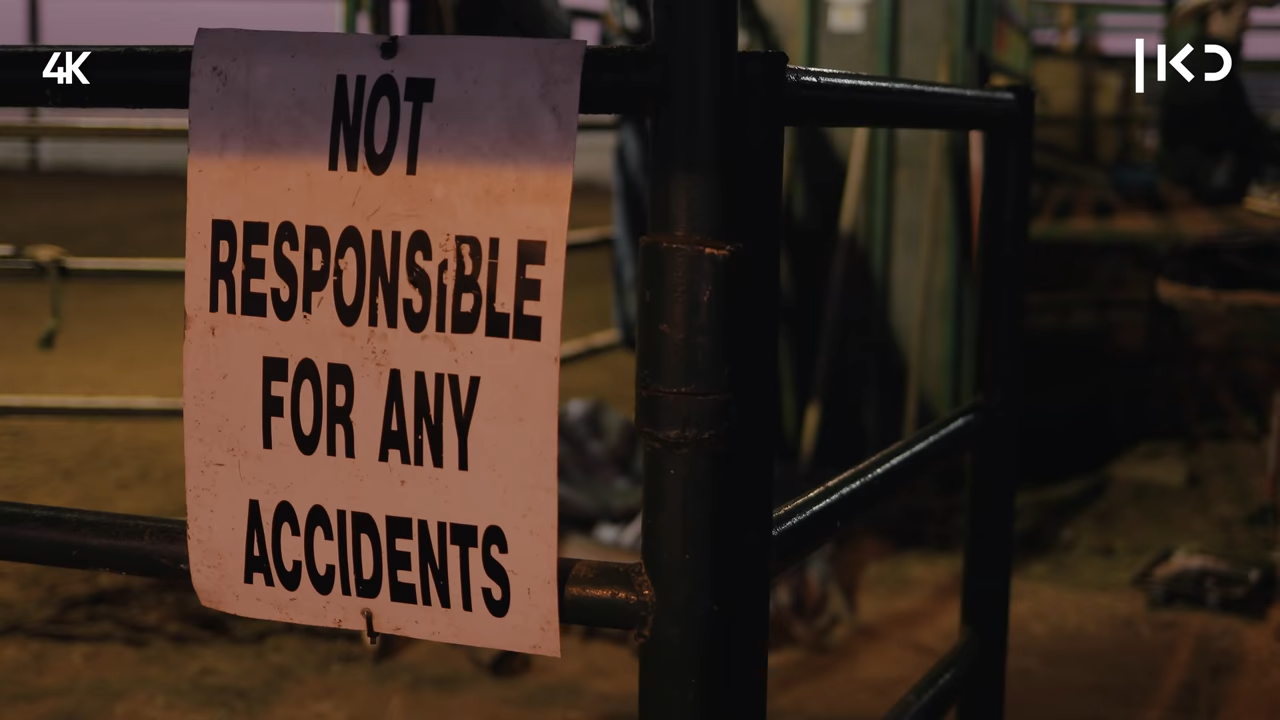 4K
NOT
RESPONSiBLE
FOR ANY
ACCIDENTS